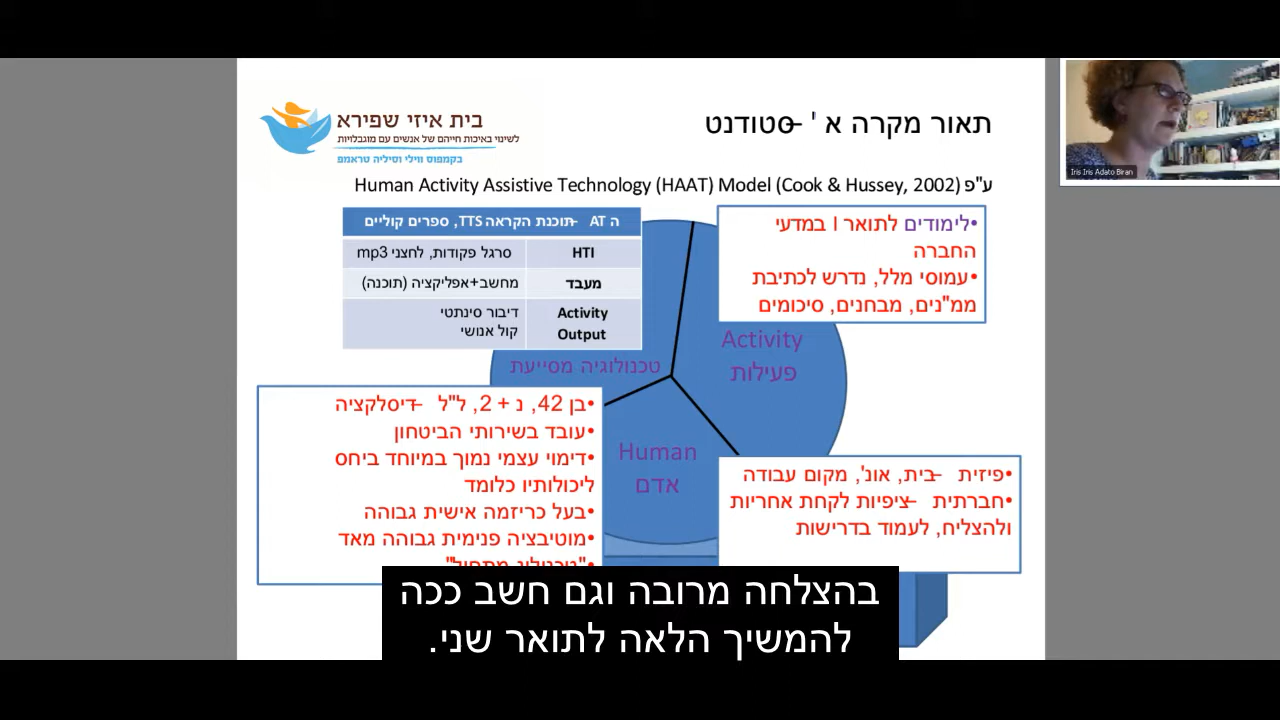 בית איזי שפירא
לשינוי באיכות חייהם של אנשים עם מוגבלויות
בקמפוס ווילי וסיליה טראמפ
תאור מקרה א' – סטודנט
ע"פ Human Activity Assistive Technology (HAAT) Model (Cook & Hussey, 2002)
ה AT – תוכנת הקראה TTS, ספרים קוליים
HTI סרגל פקודות, לחצני mp3
מעבד מחשב+אפליקציה (תוכנה)
Activity Output דיבור סינתטי
קול אנושי
•לימודים לתואר I במדעי
החברה
•עמוסי מלל, נדרש לכתיבת
ממ"נים, מבחנים, סיכומים
Activity
פעילות
טכנולוגיה מסייעת
Human
אדם
•בן 42, נ + 2, ל"ל – דיסלקציה
•עובד בשירותי הביטחון
•דימוי עצמי נמוך במיוחד ביחס
ליכולותיו כלומד
•בעל כריזמה אישית גבוהה
•מוטיבציה פנימית גבוהה מאד
•"טכנולוג מתחיל"
•פיזית – בית, אונ', מקום עבודה
•חברתית – ציפיות לקחת אחריות
ולהצליח, לעמוד בדרישות
Iris Iris Adato Biran
בהצלחה מרובה וגם חשב ככה
להמשיך הלאה לתואר שני.